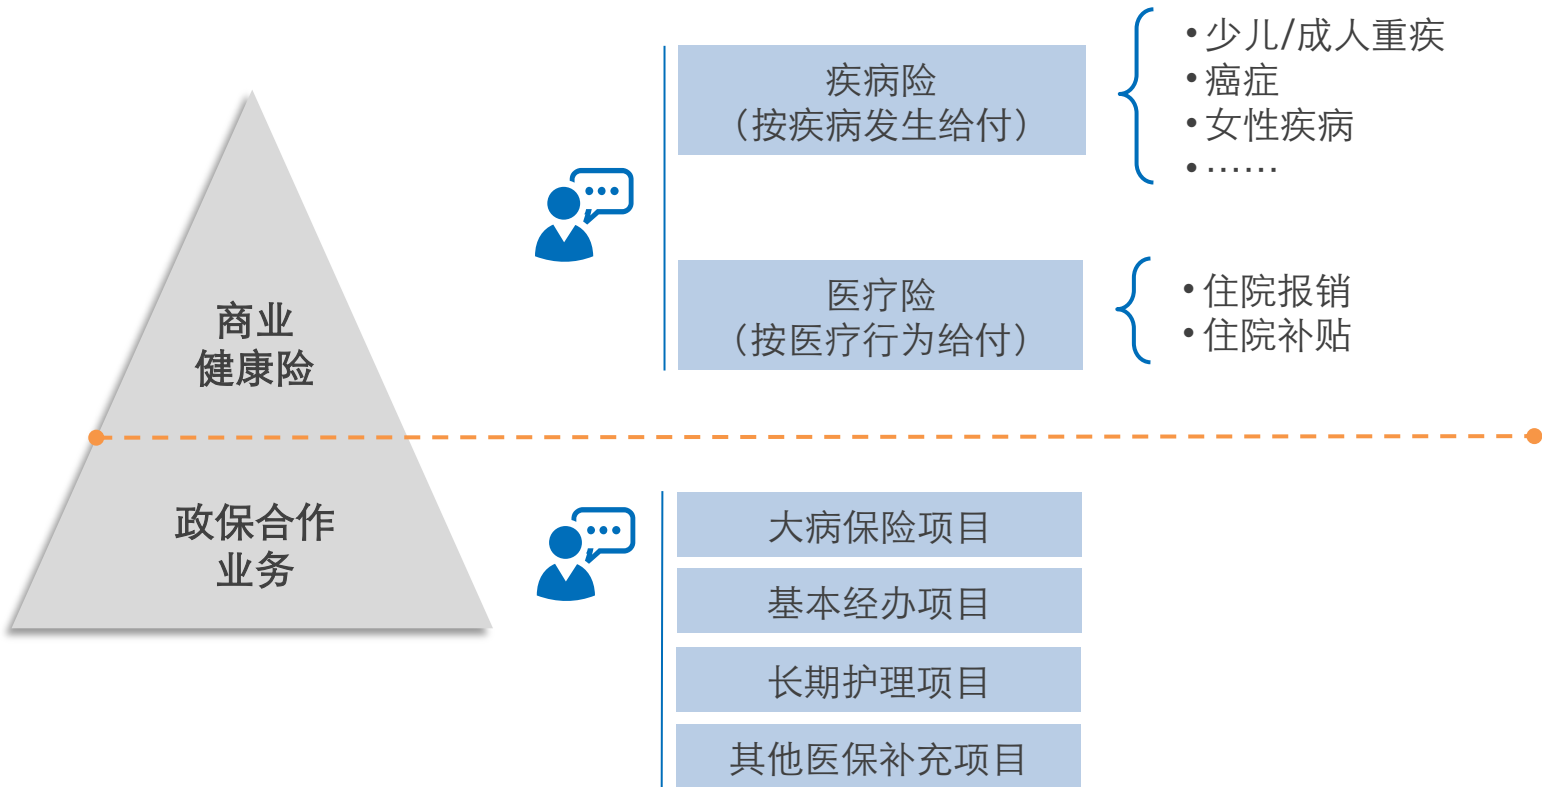 疾病险
（按疾病发生给付）
•少儿/成人重疾
•癌症
•女性疾病
•……
医疗险
（按医疗行为给付）
•住院报销
•住院补贴
商业
健康险
政保合作
业务
大病保险项目
基本经办项目
长期护理项目
其他医保补充项目